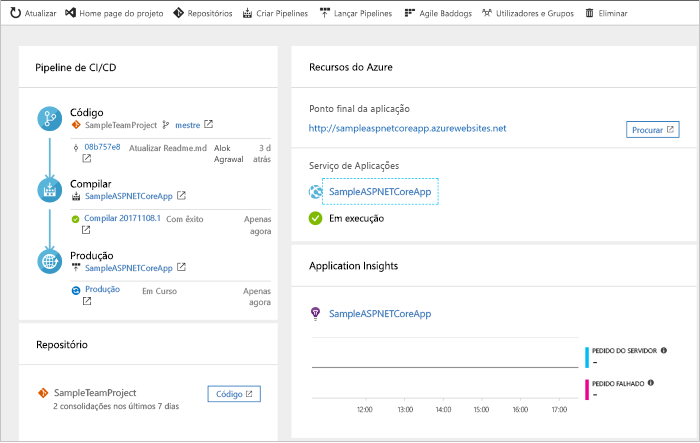 Atualizar Home page do projeto Repositórios Criar Pipelines Lançar Pipelines Agile Baddogs Utilizadores e Grupos Eliminar
Pipeline de CI/CD
Código
SampleTeamProject mestre
08b757e8 Atualizar Readme.md Alok Agrawal 3 d atrás
Compilar
SampleASPNETCoreApp
Compilar 20171108.1 Com êxito Apenas agora
Produção
SampleASPNETCoreApp
Produção Em Curso Apenas agora
Repositório
SampleTeamProject Código
2 consolidações nos últimos 7 dias
Recursos do Azure
Ponto final da aplicação
http://sampleaspnetcoreapp.azurewebsites.net Procurar
Serviço de Aplicações
SampleASPNETCoreApp
Em execução
Application Insights
SampleASPNETCoreApp
PEDIDO DO SERVIDOR
--
PEDIDO FALHADO
--
12:00 13:00 14:00 15:00 16:00 17:00